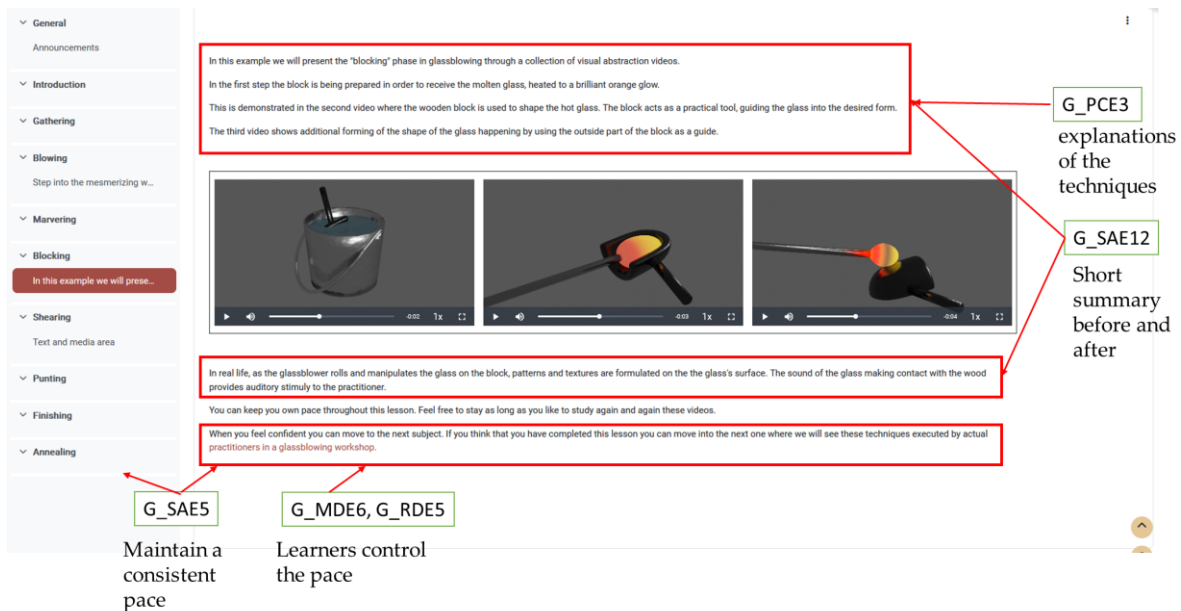 General
Announcements
Introduction
Gathering
Blowing
Step into the mesmerizing w...
Marvering
Blocking
In this example we will prese...
Shearing
Text and media area
Punting
Finishing
Annealing
In this example we will present the "blocking" phase in glassblowing through a collection of visual abstraction videos.
In the first step the block is being prepared in order to receive the molten glass, heated to a brilliant orange glow.
This is demonstrated in the second video where the wooden block is used to shape the hot glass. The block acts as a practical tool, guiding the glass into the desired form.
The third video shows additional forming of the shape of the glass happening by using the outside part of the block as a guide.
-0:02 1x
-0:03 1x
-0:04 1x
In real life, as the glassblower rolls and manipulates the glass on the block, patterns and textures are formulated on the the glass's surface. The sound of the glass making contact with the wood
provides auditory stimuly to the practitioner.
You can keep you own pace throughout this lesson. Feel free to stay as long as you like to study again and again these videos.
When you feel confident you can move to the next subject. If you think that you have completed this lesson you can move into the next one where we will see these techniques executed by actual
practitioners in a glassblowing workshop.
G_PCE3
explanations
of the
techniques
G_SAE12
Short
summary
before and
after
G_SAE5
Maintain a
consistent
pace
G_MDE6, G_RDE5
Learners control
the pace